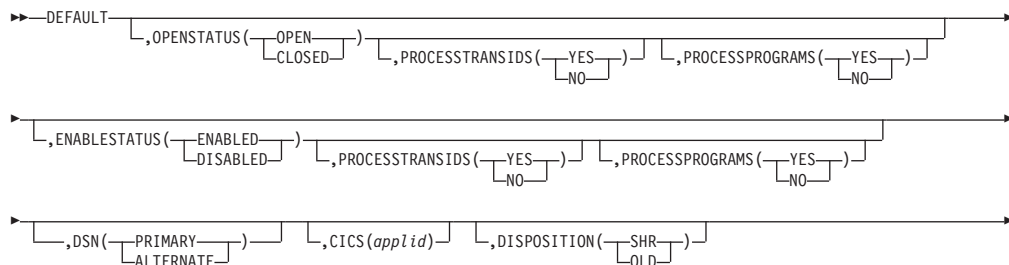 DEFAULT
,OPENSTATUS( OPEN ) ,PROCESSTRANSIDS( YES ) ,PROCESSPROGRAMS( YES )
CLOSED NO NO
,ENABLESTATUS( ENABLED ) ,PROCESSTRANSIDS( YES ) ,PROCESSPROGRAMS( YES )
DISABLED NO NO
,DSN( PRIMARY ) ,CICS(applid) ,DISPOSITION( SHR )
ALTERNATE OLD